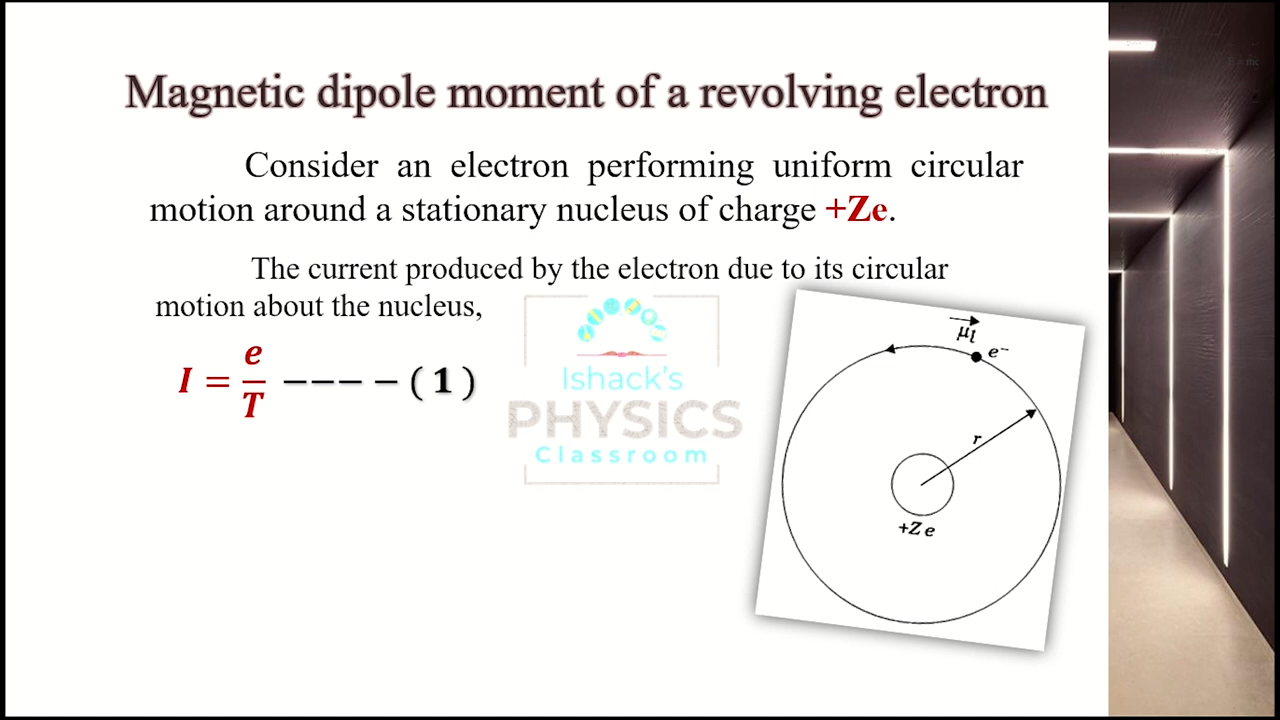 Magnetic dipole moment of a revolving electron
Consider an electron performing uniform circular
motion around a stationary nucleus of charge +Ze.
The current produced by the electron due to its circular
motion about the nucleus,
I = e/T −−−− − ( 1 )
Ishack's
PHYSICS
Classroom
μₗ
e⁻
r
+Z e